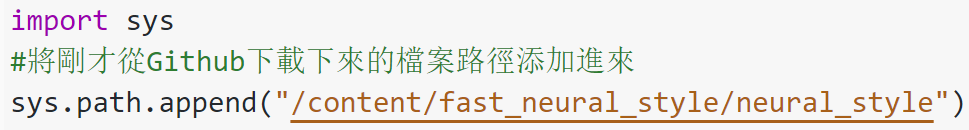 import sys
#將剛才從Github下載下來的檔案路徑添加進來
sys.path.append("/content/fast_neural_style/neural_style")